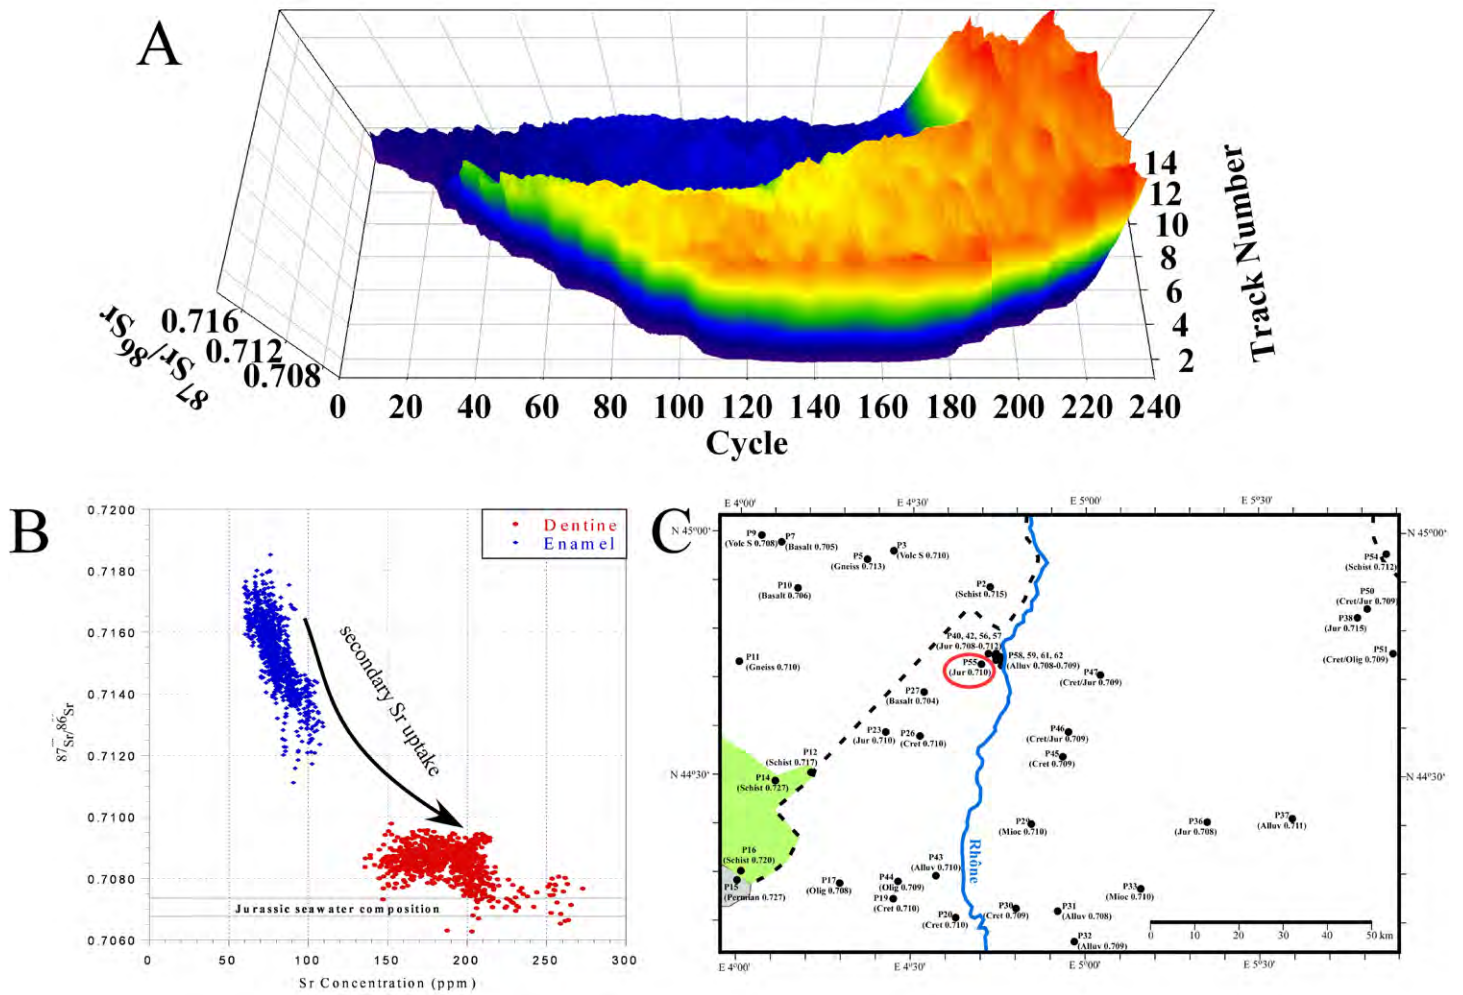 A
14
12
10
8
6
4
2
Track Number
0.716
0.712
0.708
87Sr/86Sr
0 20 40 60 80 100 120 140 160 180 200 220 240
Cycle
B
0.7200
0.7180
0.7160
0.7140
0.7120
0.7100
0.7080
0.7060
87Sr/86Sr
Dentine
Enamel
secondary Sr uptake
Jurassic seawater composition
0 50 100 150 200 250 300
Sr Concentration (ppm)
C
E 4°00' E 4°30' E 5°00' E 5°30'
N 45°00' N 45°00'
P9
(Volc S 0.708)
P7
(Basalt 0.705)
P3
(Volc S 0.710)
P5
(Gneiss 0.713)
P54
(Schist 0.712)
P10
(Basalt 0.706)
P2
(Schist 0.715)
P50
(Cret/Jur 0.709)
P38
(Jur 0.715)
P40, 42, 56, 57
(Jur 0.708-0.712)
P58, 59, 61, 62
(Alluv 0.708-0.709)
P51
(Cret/Olig 0.709)
P11
(Gneiss 0.710)
P55
(Jur 0.710)
P47
(Cret/Jur 0.709)
P27
(Basalt 0.704)
P23
(Jur 0.710)
P26
(Cret 0.710)
P46
(Cret/Jur 0.709)
P45
(Cret 0.709)
P12
(Schist 0.717)
N 44°30' N 44°30'
P14
(Schist 0.727)
P29
(Mioc 0.710)
P36
(Jur 0.708)
P37
(Alluv 0.711)
Rhône
P16
(Schist 0.720)
P43
(Alluv 0.710)
P15
(Permian 0.727)
P17
(Olig 0.708)
P44
(Olig 0.709)
P19
(Cret 0.710)
P33
(Mioc 0.710)
P20
(Cret 0.710)
P30
(Cret 0.709)
P31
(Alluv 0.708)
P32
(Alluv 0.709)
0 10 20 30 40 50 km
E 4°00' E 4°30' E 5°00' E 5°30'